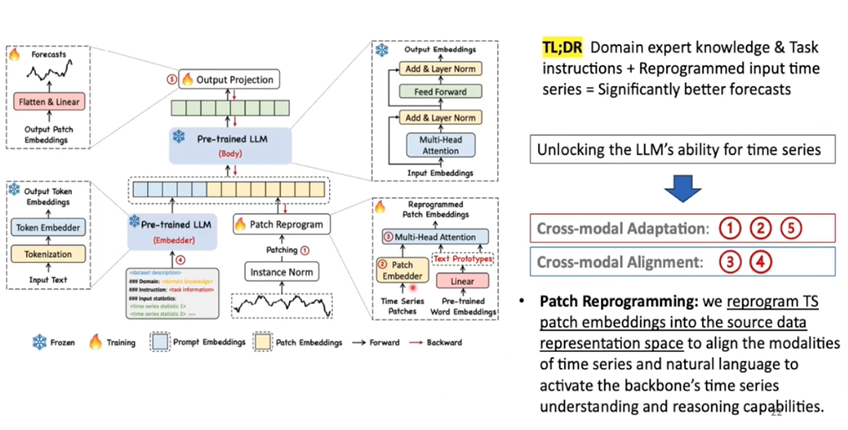 Forecasts
Flatten & Linear
Output Patch
Embeddings
⑤ Output Projection
Pre-trained LLM
(Body)
Output Embeddings
Add & Layer Norm
Feed Forward
Add & Layer Norm
Multi-Head
Attention
Input Embeddings
Output Token
Embeddings
Token Embedder
Tokenization
Input Text
Pre-trained LLM
(Embedder)
④
<dataset description>
### Domain: <domain knowledge>
### Instruction: <task information>
### Input statistics:
<time series statistic 1>
<time series statistic 2>
Patch Reprogram
Patching ①
Instance Norm
Reprogrammed
Patch Embeddings
③ Multi-Head Attention
② Patch
Embedder
Text Prototypes
Linear
Time Series
Patches
Pre-trained
Word Embeddings
Frozen
Training
Prompt Embeddings
Patch Embeddings
Forward
Backward
TL;DR Domain expert knowledge & Task
instructions + Reprogrammed input time
series = Significantly better forecasts
Unlocking the LLM's ability for time series
Cross-modal Adaptation: ① ② ⑤
Cross-modal Alignment: ③ ④
• Patch Reprogramming: we reprogram TS
patch embeddings into the source data
representation space to align the modalities
of time series and natural language to
activate the backbone's time series
understanding and reasoning capabilities.
22